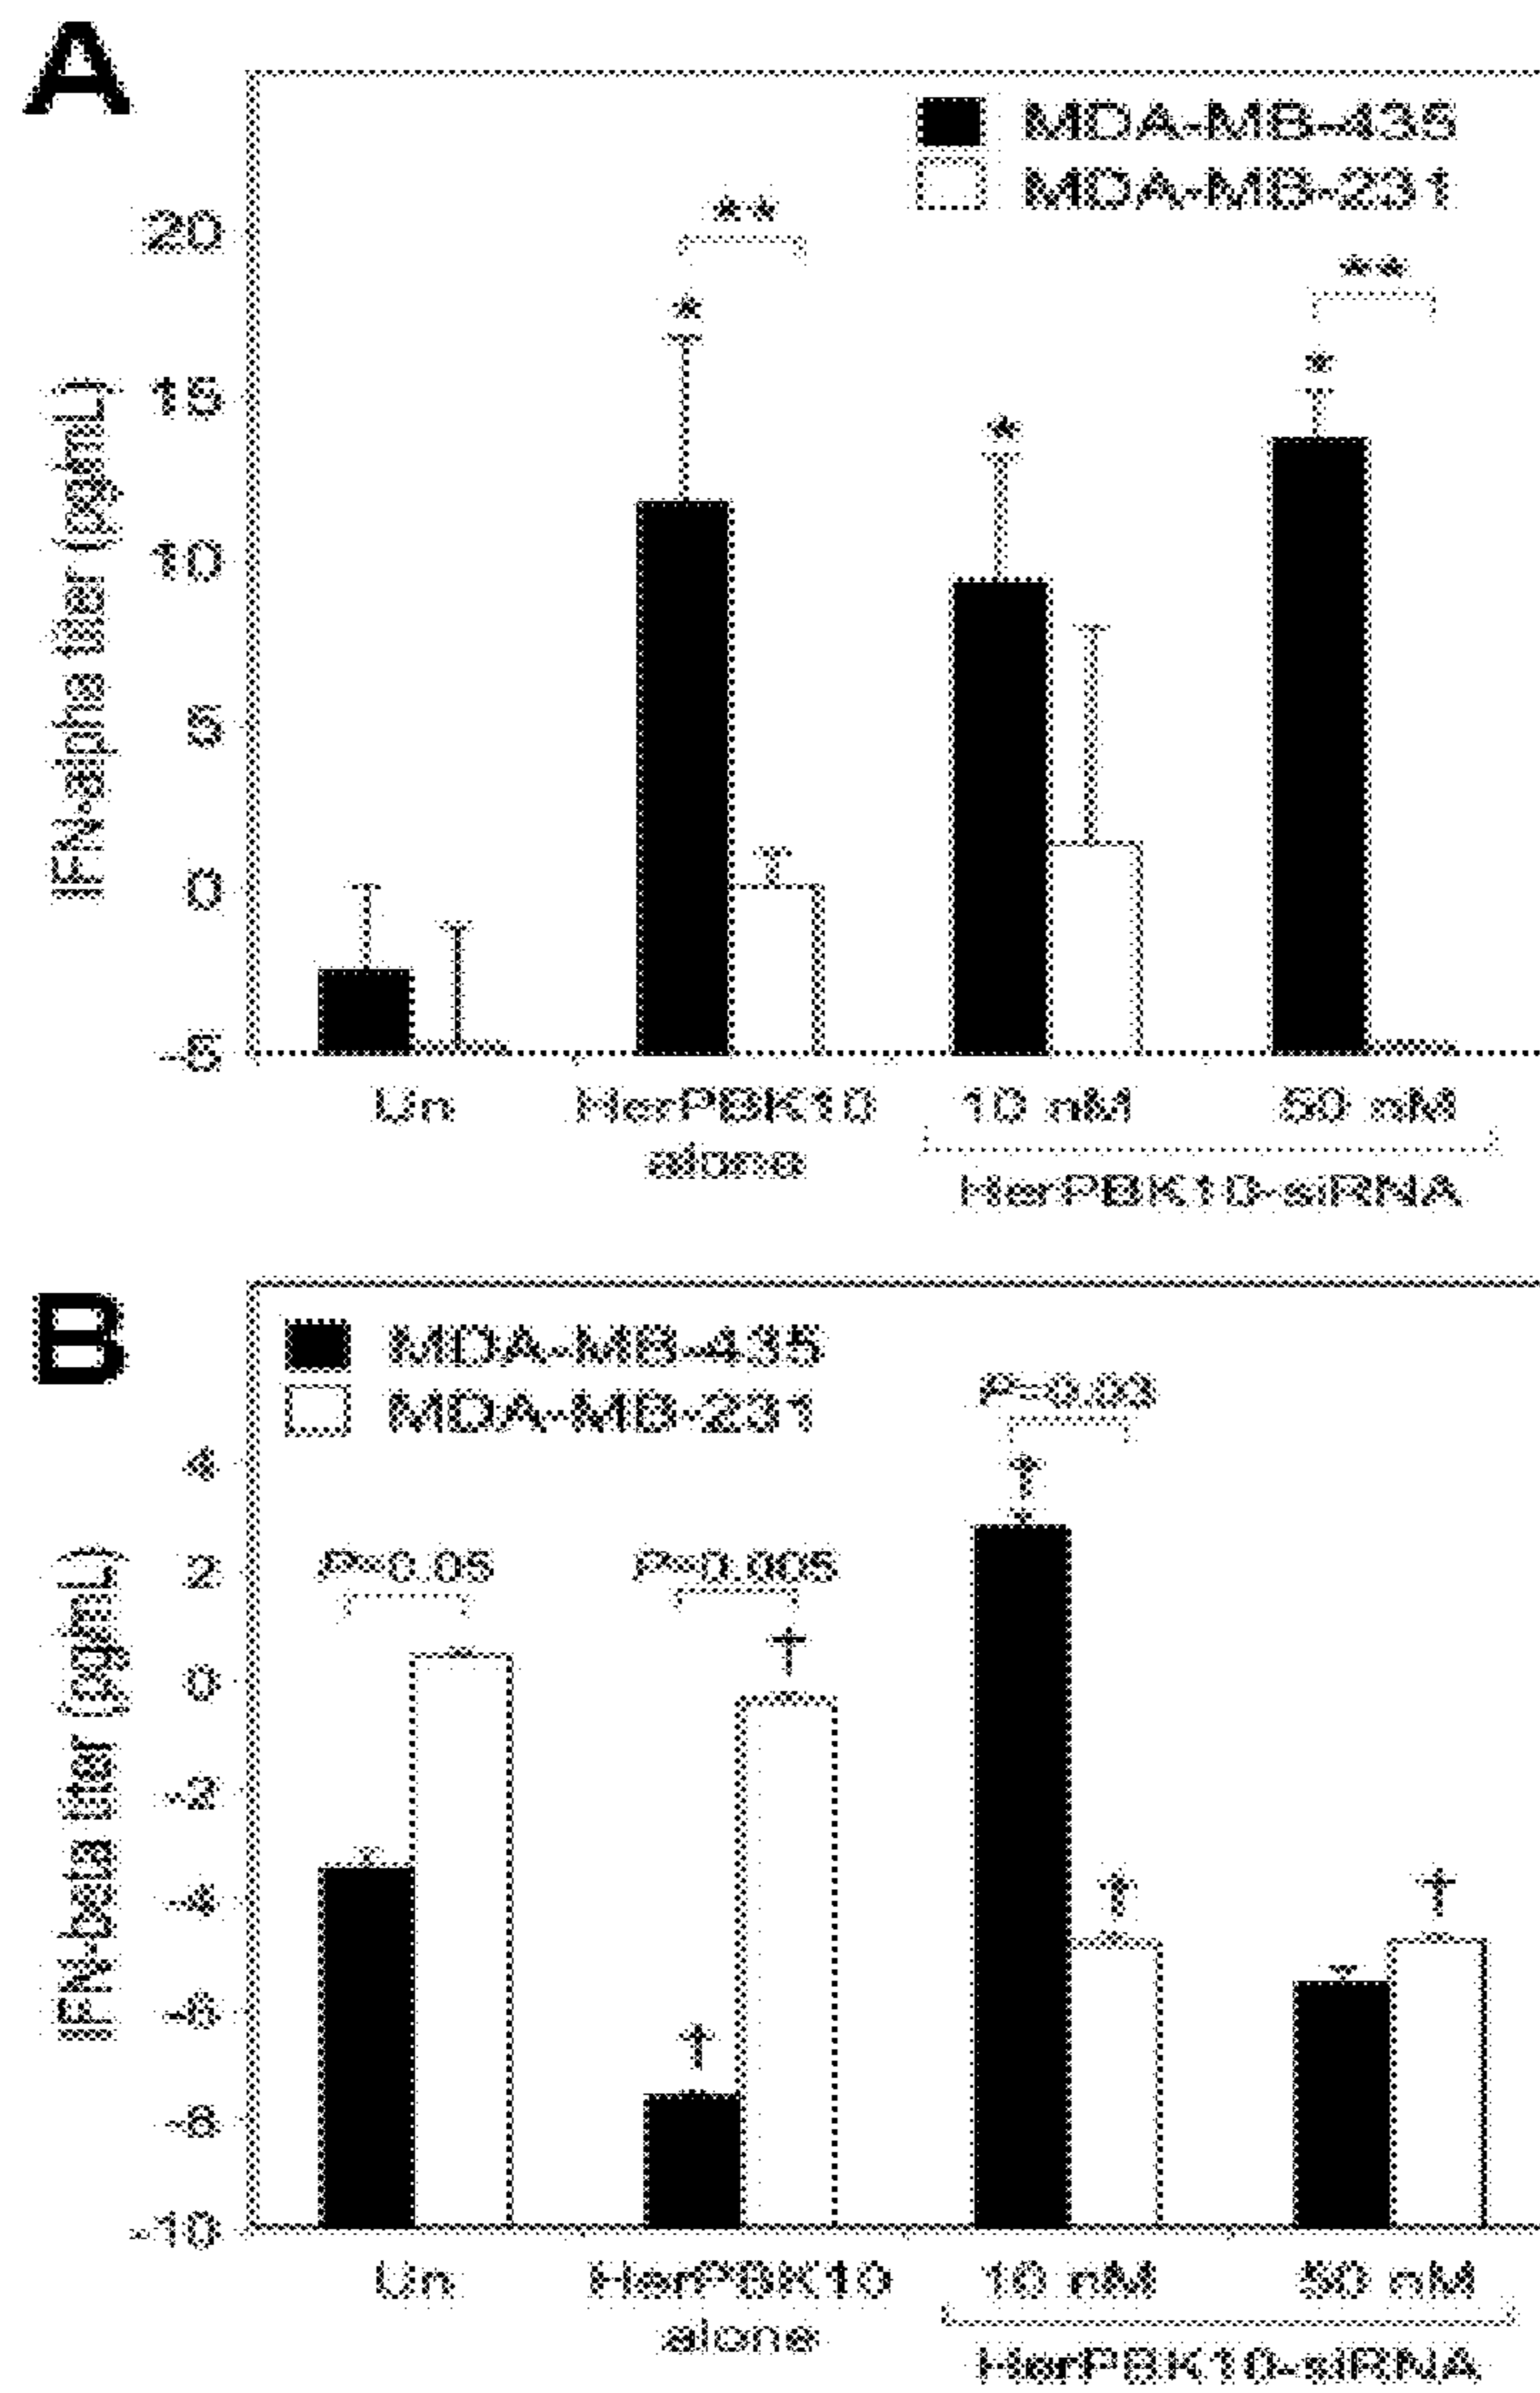 A
MDA-MB-435
MDA-MB-231
**
**
*
*
*
IFN-alpha titer (pg/mL)
20
15
10
5
0
-5
Un
HerPBK10
alone
10 nM
50 nM
HerPBK10-siRNA
B
MDA-MB-435
MDA-MB-231
P=0.03
P=0.05
P=0.005
†
†
†
†
†
IFN-beta titer (pg/mL)
4
2
0
-2
-4
-6
-8
-10
Un
HerPBK10
alone
10 nM
50 nM
HerPBK10-siRNA